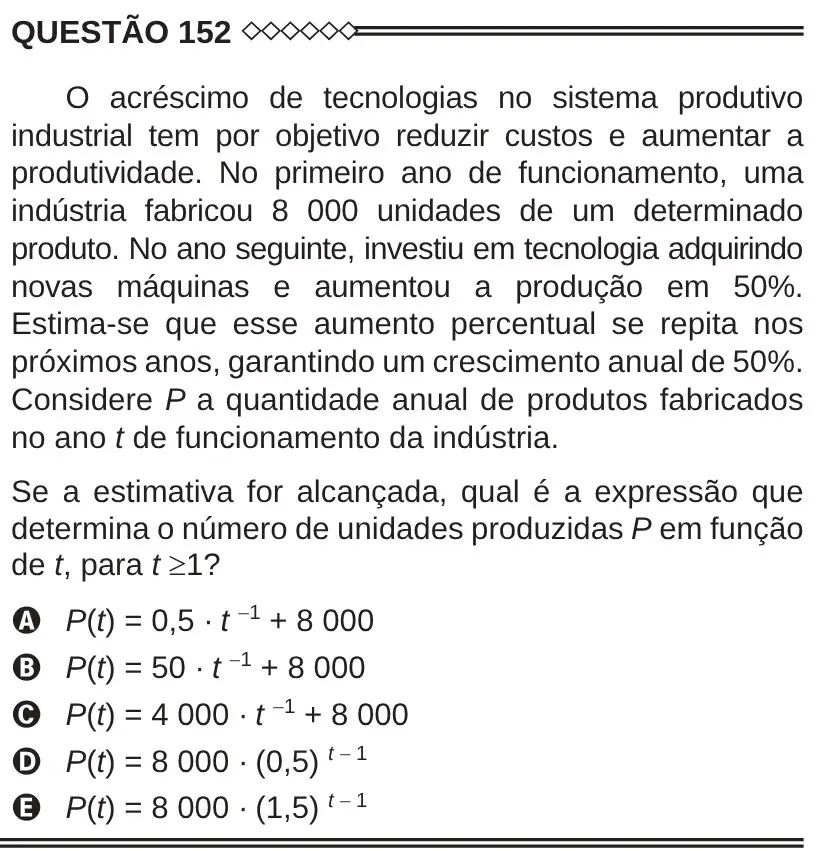 QUESTÃO 152
O acréscimo de tecnologias no sistema produtivo
industrial tem por objetivo reduzir custos e aumentar a
produtividade. No primeiro ano de funcionamento, uma
indústria fabricou 8 000 unidades de um determinado
produto. No ano seguinte, investiu em tecnologia adquirindo
novas máquinas e aumentou a produção em 50%.
Estima-se que esse aumento percentual se repita nos
próximos anos, garantindo um crescimento anual de 50%.
Considere P a quantidade anual de produtos fabricados
no ano t de funcionamento da indústria.
Se a estimativa for alcançada, qual é a expressão que
determina o número de unidades produzidas P em função
de t, para t ≥1?
A P(t) = 0,5 · t ⁻¹ + 8 000
B P(t) = 50 · t ⁻¹ + 8 000
C P(t) = 4 000 · t ⁻¹ + 8 000
D P(t) = 8 000 · (0,5) ᵗ ⁻ ¹
E P(t) = 8 000 · (1,5) ᵗ ⁻ ¹